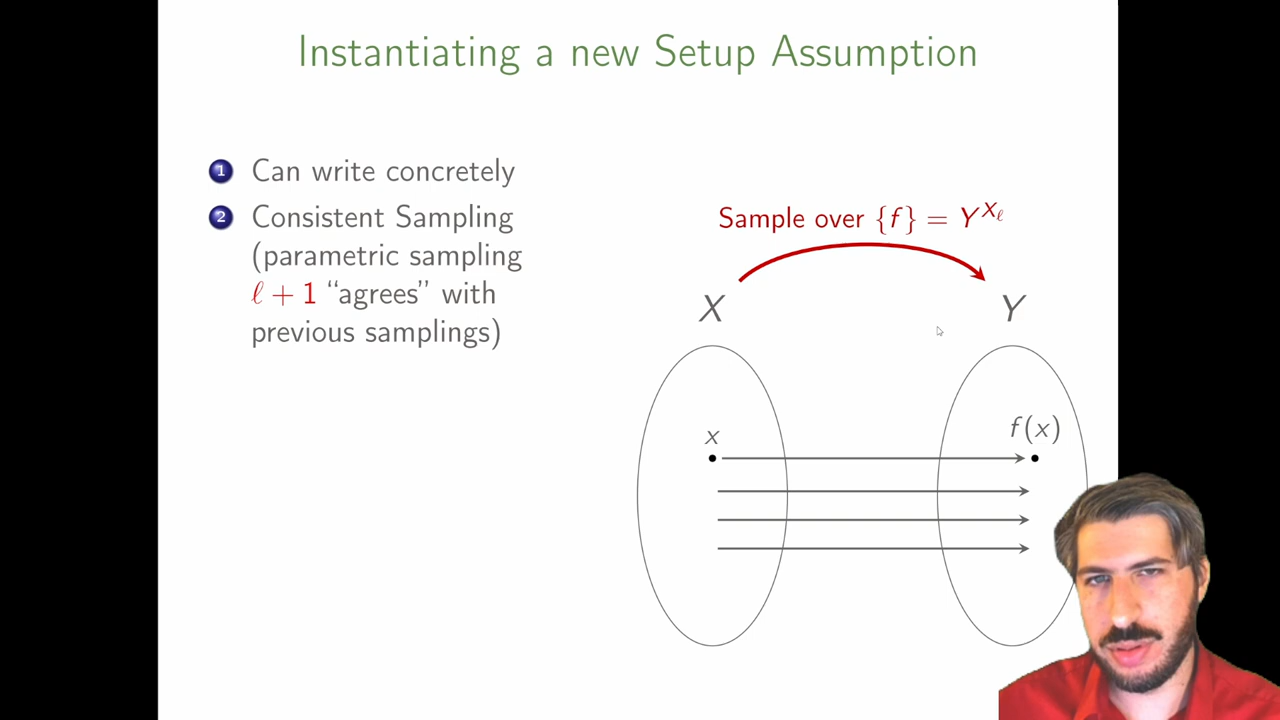 Instantiating a new Setup Assumption
1 Can write concretely
2 Consistent Sampling
(parametric sampling
ℓ + 1 “agrees” with
previous samplings)
Sample over {f} = Y^{X_ℓ}
X
Y
x
f(x)